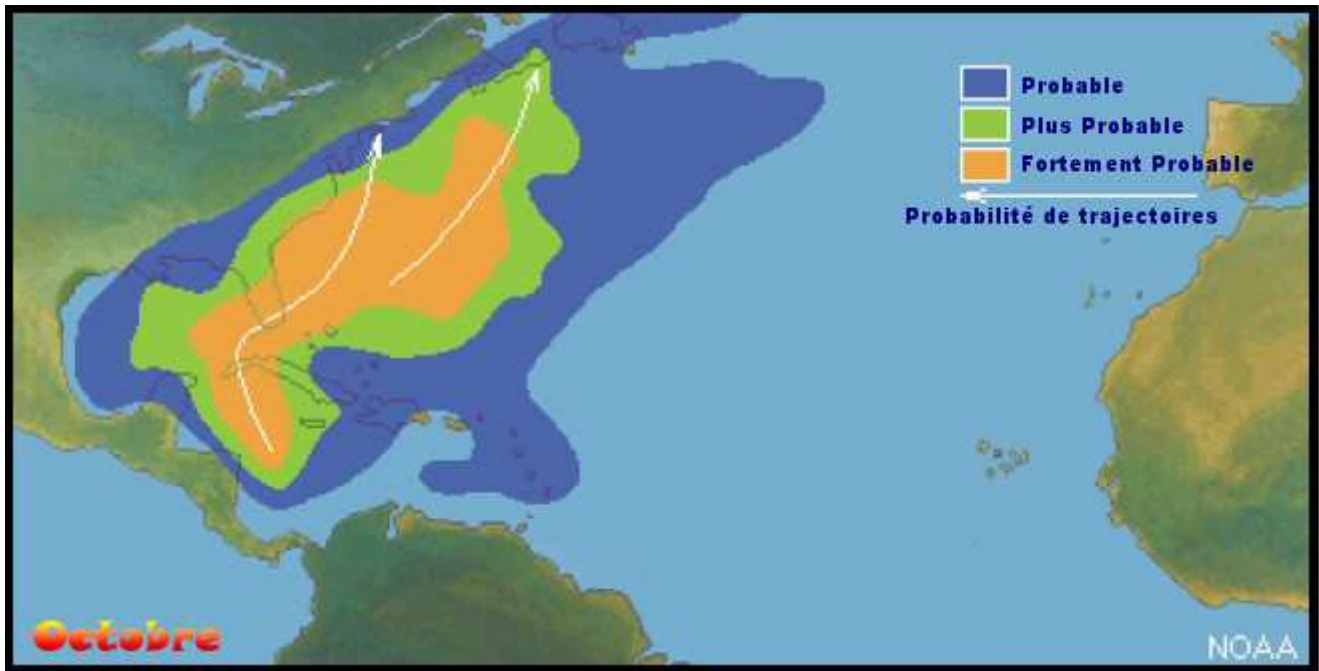 Probable
Plus Probable
Fortement Probable
Probabilité de trajectoires
Octobre
NOAA